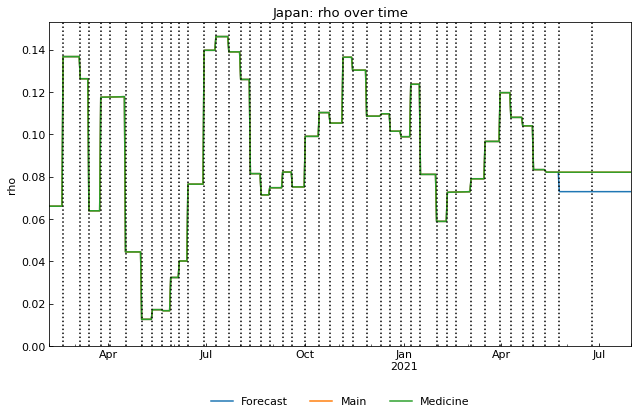 Japan: rho over time
rho
0.14
0.12
0.10
0.08
0.06
0.04
0.02
0.00
Apr Jul Oct Jan Apr Jul
2021
Forecast Main Medicine